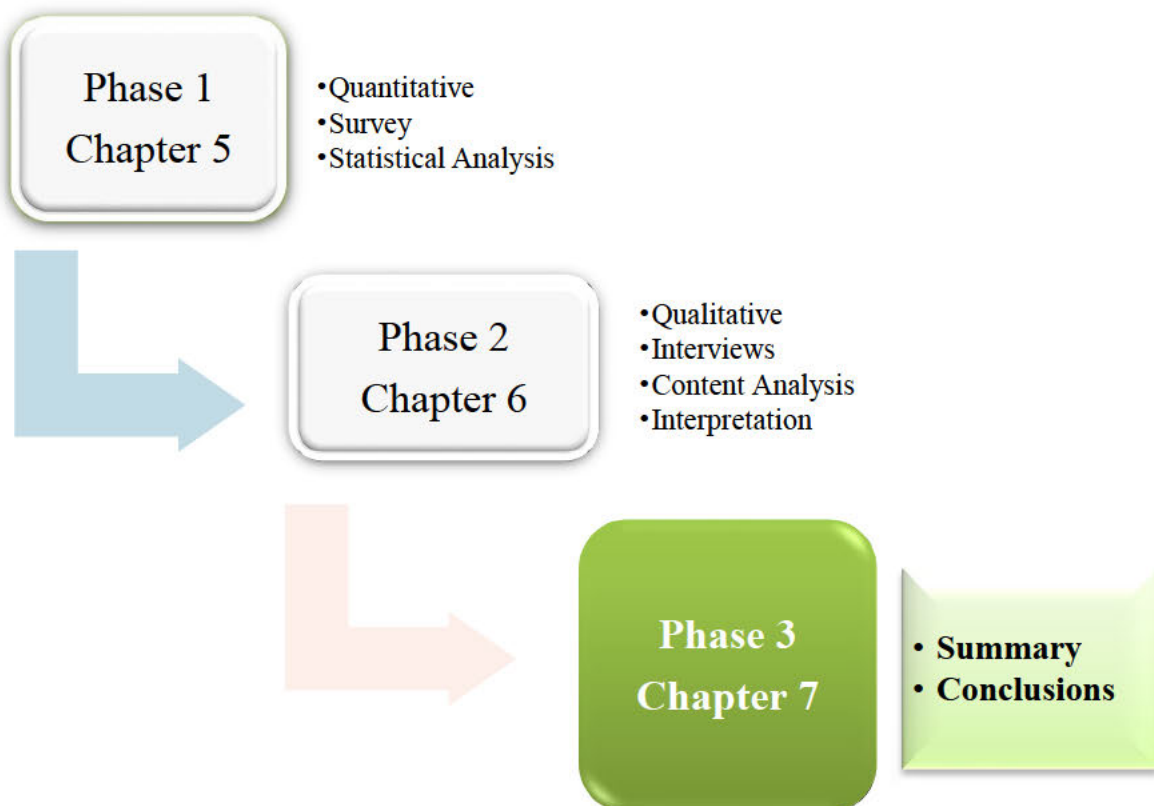 Phase 1
Chapter 5
•Quantitative
•Survey
•Statistical Analysis
Phase 2
Chapter 6
•Qualitative
•Interviews
•Content Analysis
•Interpretation
Phase 3
Chapter 7
• Summary
• Conclusions